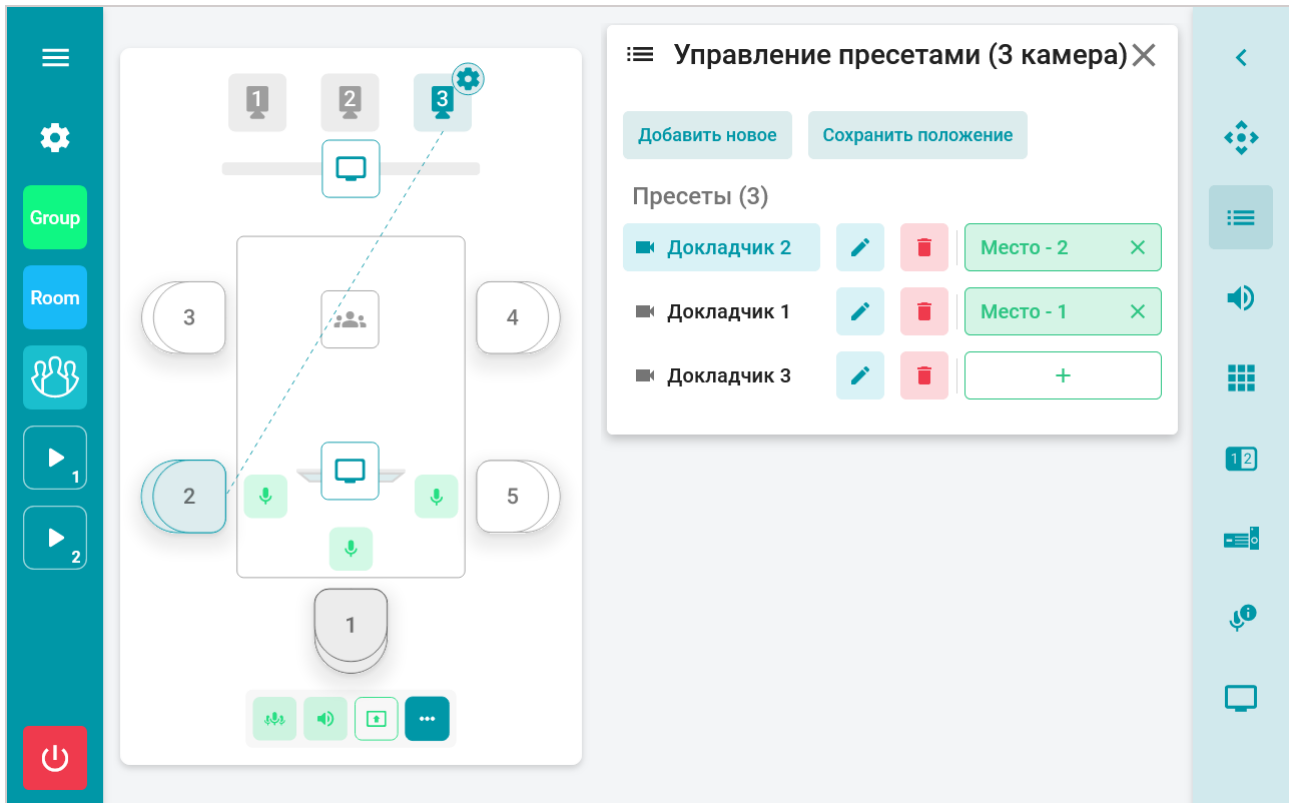 Group
Room
1
2
1
2
3
3
4
2
5
1
Управление пресетами (3 камера)
Добавить новое
Сохранить положение
Пресеты (3)
Докладчик 2
Место - 2
Докладчик 1
Место - 1
Докладчик 3
1 2